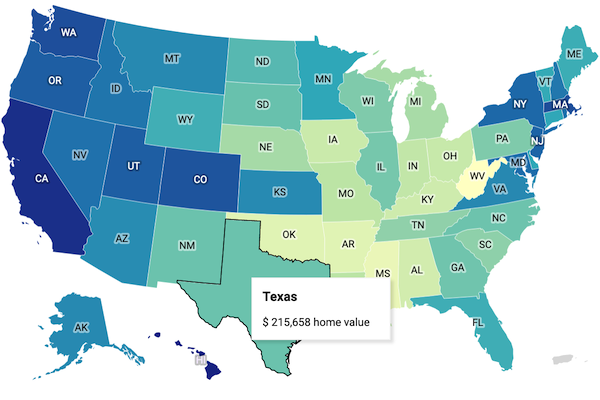 WA
MT
ND
MN
ME
VT
OR
ID
SD
WI
MI
NY
MA
WY
NE
IA
PA
NJ
NV
UT
CO
IL
IN
OH
MD
CA
KS
MO
KY
WV
VA
AZ
NM
OK
AR
TN
NC
SC
MS
AL
GA
Texas
$ 215,658 home value
AK
FL
HI